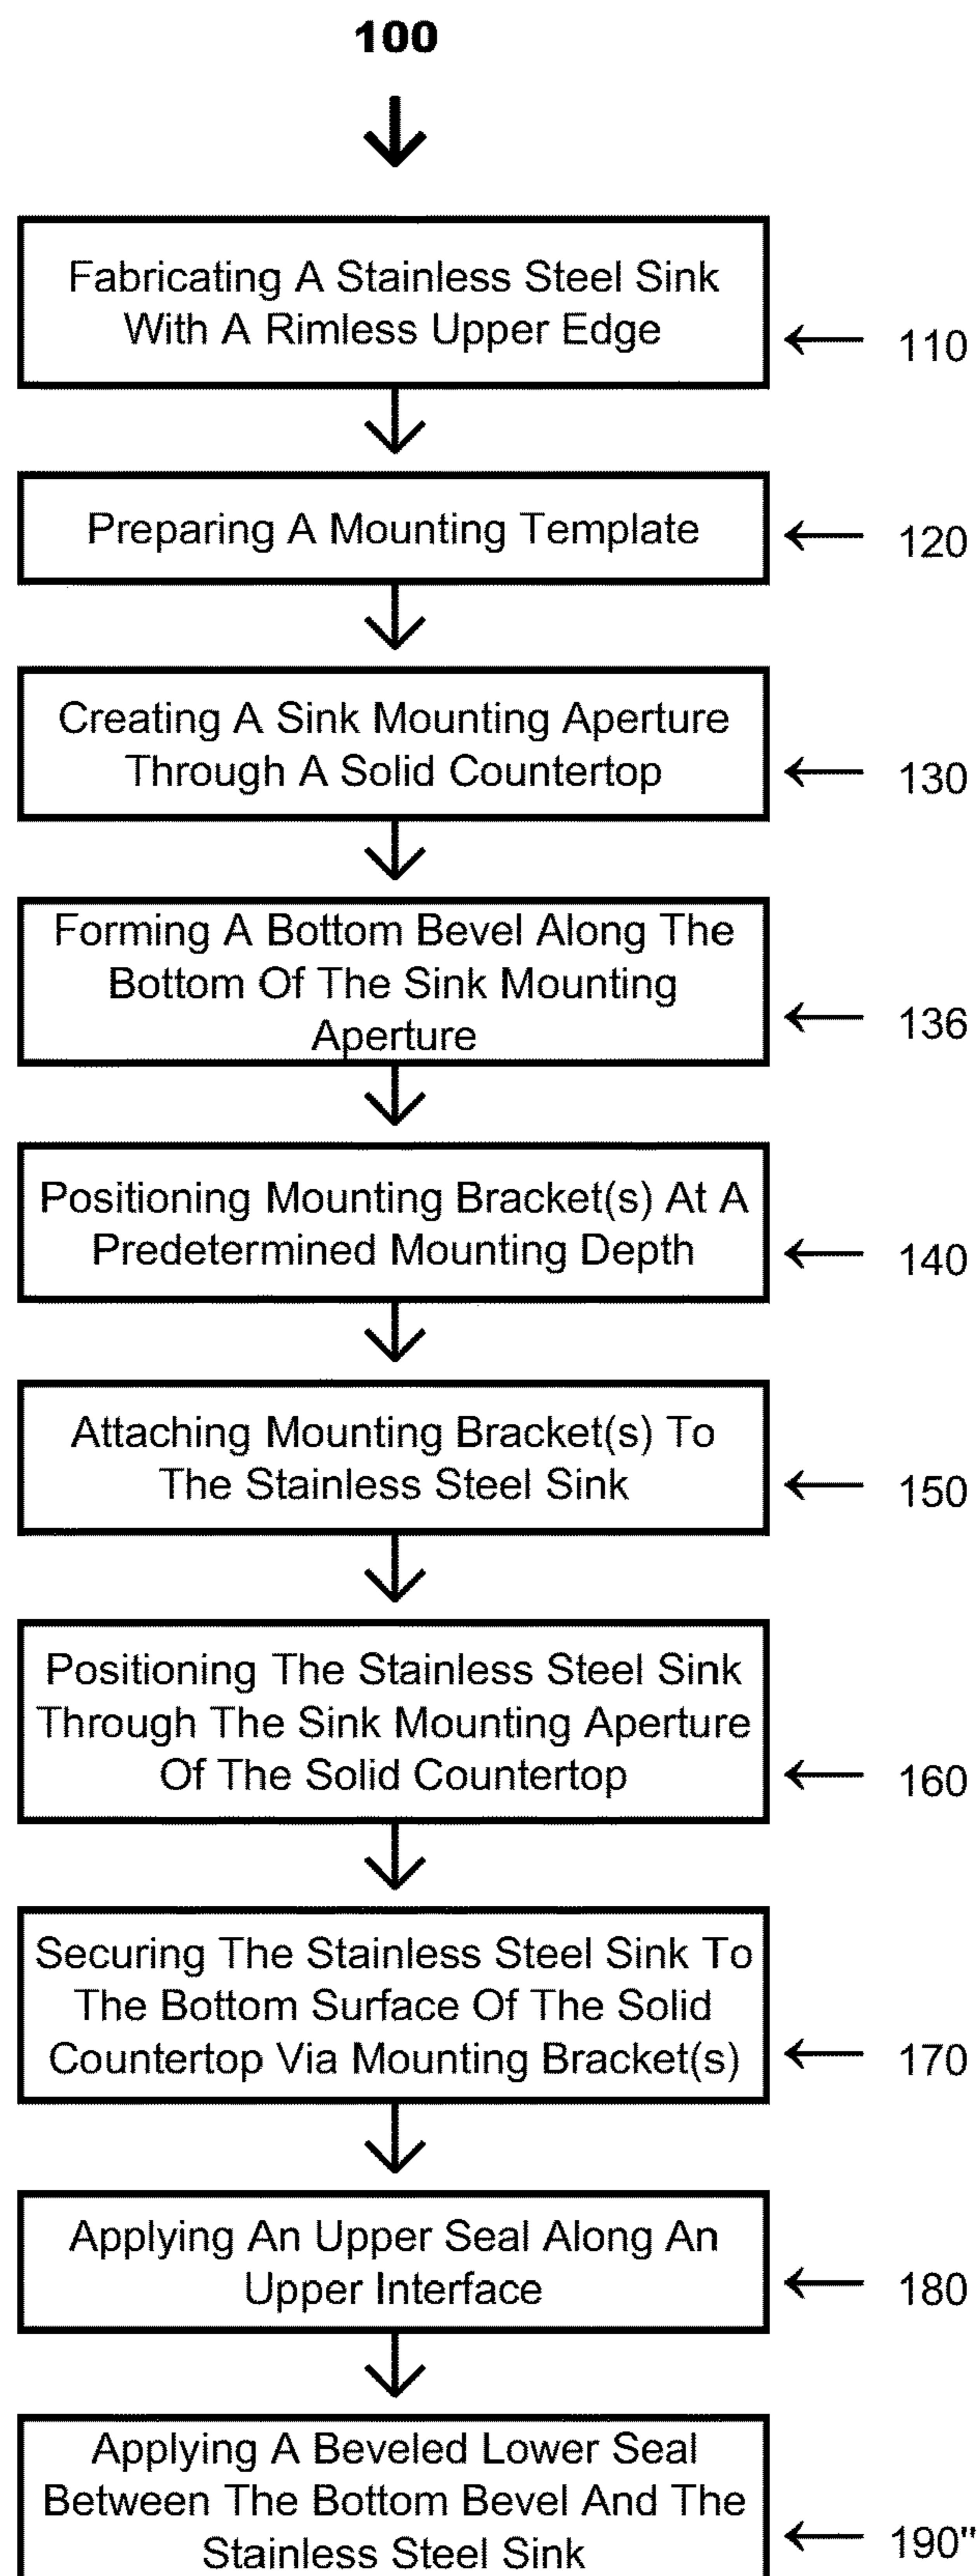 100
Fabricating A Stainless Steel Sink
With A Rimless Upper Edge
110
Preparing A Mounting Template
120
Creating A Sink Mounting Aperture
Through A Solid Countertop
130
Forming A Bottom Bevel Along The
Bottom Of The Sink Mounting
Aperture
136
Positioning Mounting Bracket(s) At A
Predetermined Mounting Depth
140
Attaching Mounting Bracket(s) To
The Stainless Steel Sink
150
Positioning The Stainless Steel Sink
Through The Sink Mounting Aperture
Of The Solid Countertop
160
Securing The Stainless Steel Sink To
The Bottom Surface Of The Solid
Countertop Via Mounting Bracket(s)
170
Applying An Upper Seal Along An
Upper Interface
180
Applying A Beveled Lower Seal
Between The Bottom Bevel And The
Stainless Steel Sink
190"